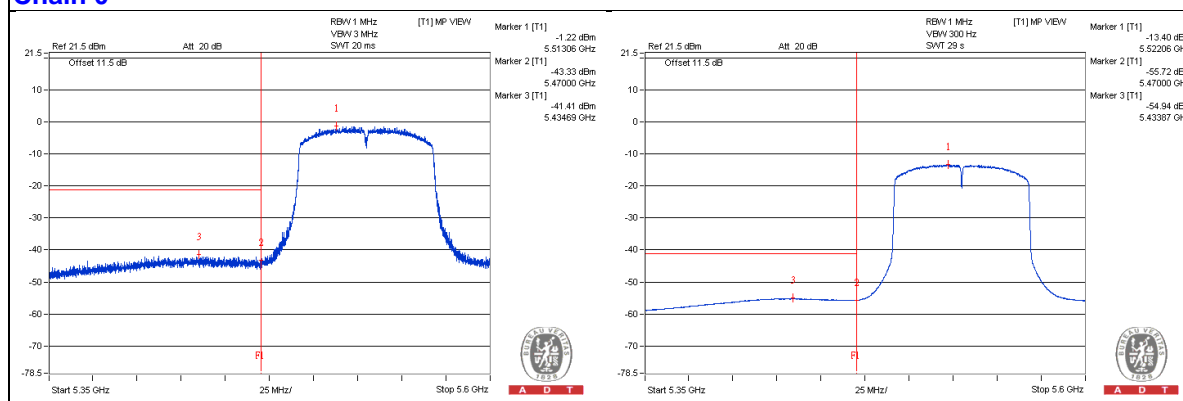 RBW 1 MHz
[T1] MP VIEW
VBW 3 MHz
Ref 21.5 dBm
Att 20 dB
SWT 20 ms
Marker 1 [T1]
-1.22 dBm
5.51306 GHz
Marker 2 [T1]
-43.33 dBm
5.47000 GHz
Marker 3 [T1]
-41.41 dBm
5.43469 GHz
21.5
Offset 11.5 dB
10
0
-10
-20
-30
-40
-50
-60
-70
-78.5
1
2
3
F1
Start 5.35 GHz
25 MHz/
Stop 5.6 GHz
BUREAU VERITAS
1828
A D T
RBW 1 MHz
[T1] MP VIEW
VBW 300 Hz
Ref 21.5 dBm
Att 20 dB
SWT 29 s
Marker 1 [T1]
-13.40 dB
5.52206 GH
Marker 2 [T1]
-55.72 dB
5.47000 GH
Marker 3 [T1]
-54.94 dB
5.43387 GH
21.5
Offset 11.5 dB
10
0
-10
-20
-30
-40
-50
-60
-70
-78.5
1
2
3
F1
Start 5.35 GHz
25 MHz/
Stop 5.6 GHz
BUREAU VERITAS
1828
A D T